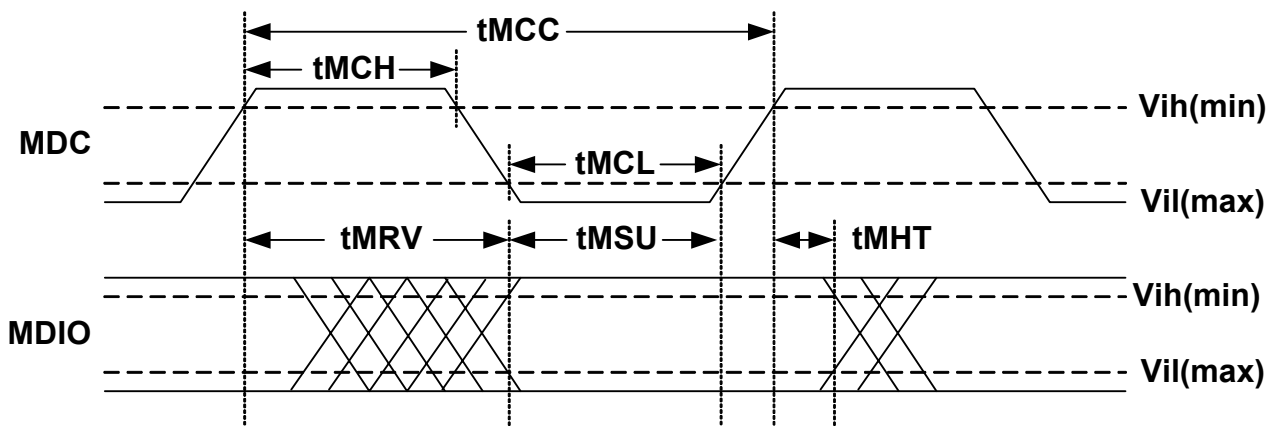 tMCC
tMCH
Vih(min)
MDC
tMCL
Vil(max)
tMRV
tMSU
tMHT
Vih(min)
MDIO
Vil(max)